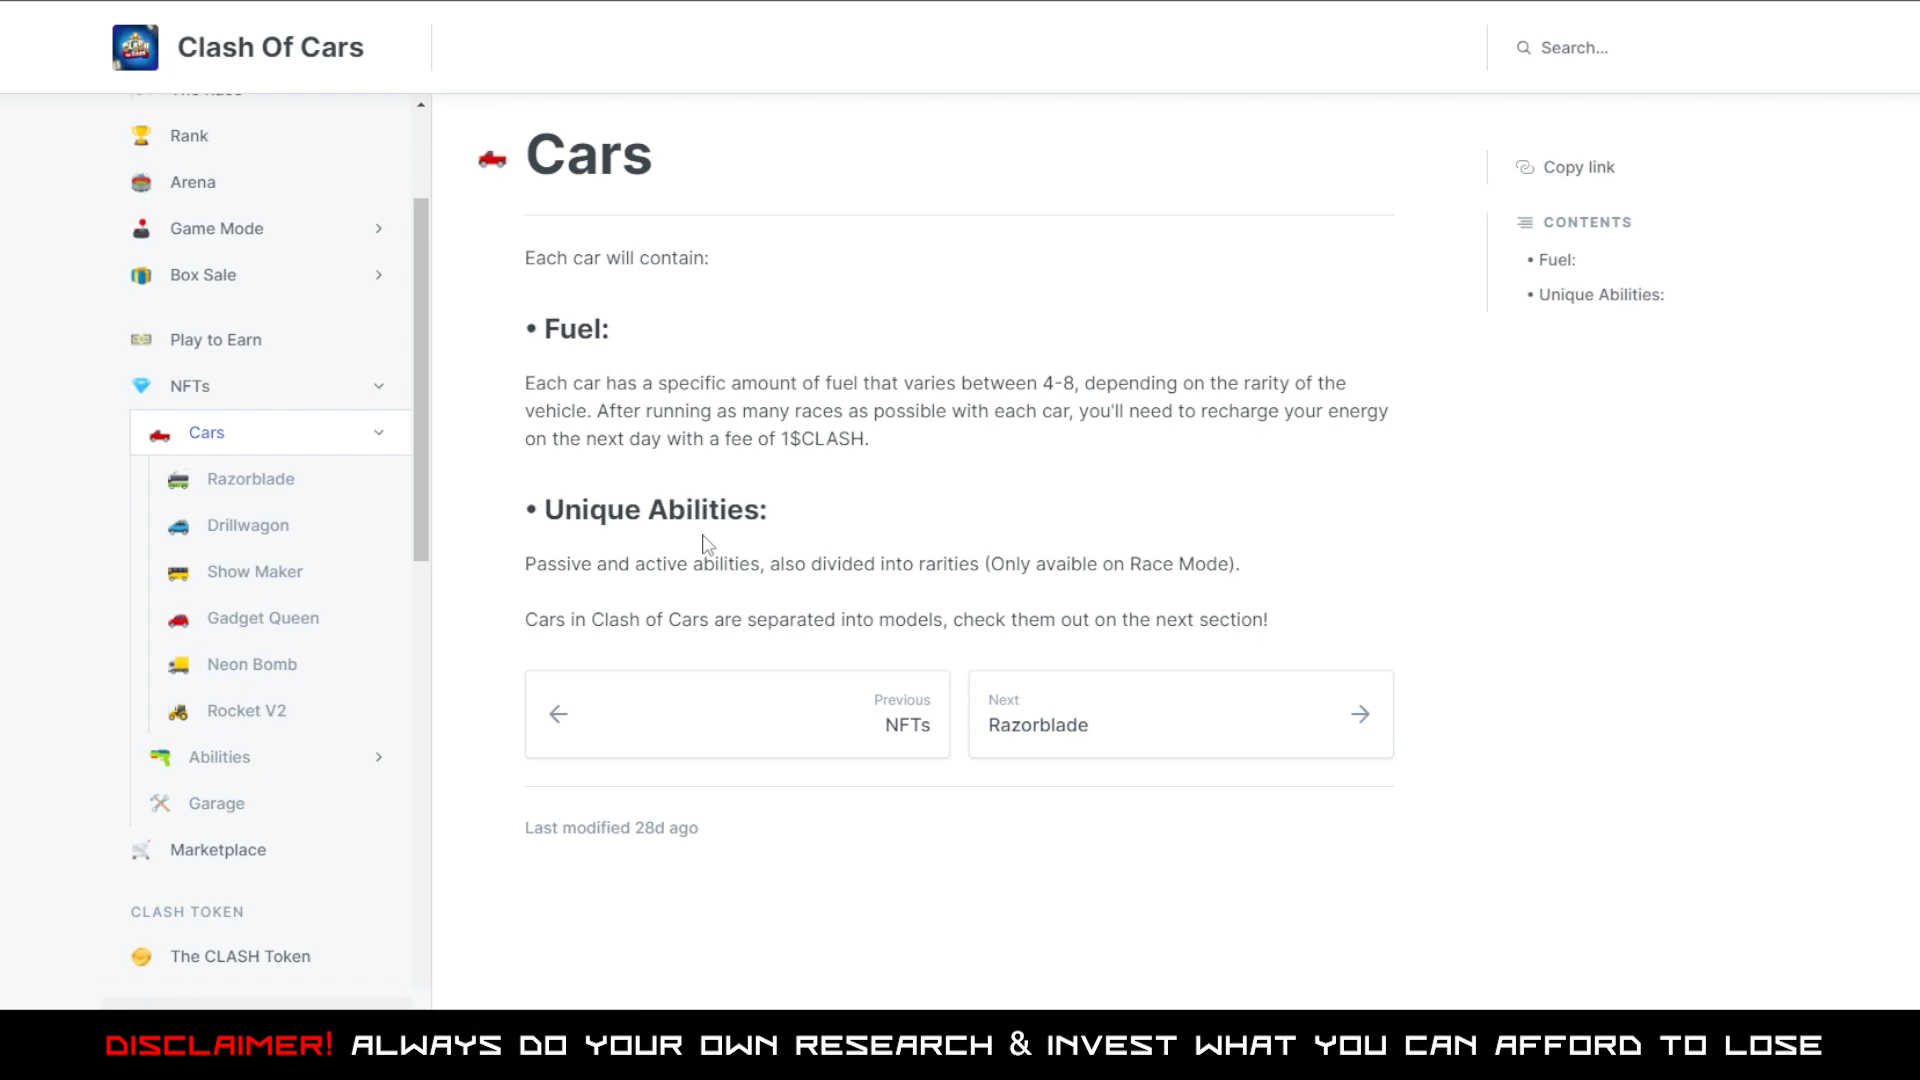 Clash Of Cars
Search...
The Race
Rank
Arena
Game Mode
Box Sale
Play to Earn
NFTs
Cars
Razorblade
Drillwagon
Show Maker
Gadget Queen
Neon Bomb
Rocket V2
Abilities
Garage
Marketplace
CLASH TOKEN
The CLASH Token
Cars
Each car will contain:
• Fuel:
Each car has a specific amount of fuel that varies between 4-8, depending on the rarity of the
vehicle. After running as many races as possible with each car, you'll need to recharge your energy
on the next day with a fee of 1$CLASH.
• Unique Abilities:
Passive and active abilities, also divided into rarities (Only avaible on Race Mode).
Cars in Clash of Cars are separated into models, check them out on the next section!
Previous
NFTs
Next
Razorblade
Last modified 28d ago
Copy link
CONTENTS
• Fuel:
• Unique Abilities:
DISCLAIMER! ALWAYS DO YOUR OWN RESEARCH & INVEST WHAT YOU CAN AFFORD TO LOSE